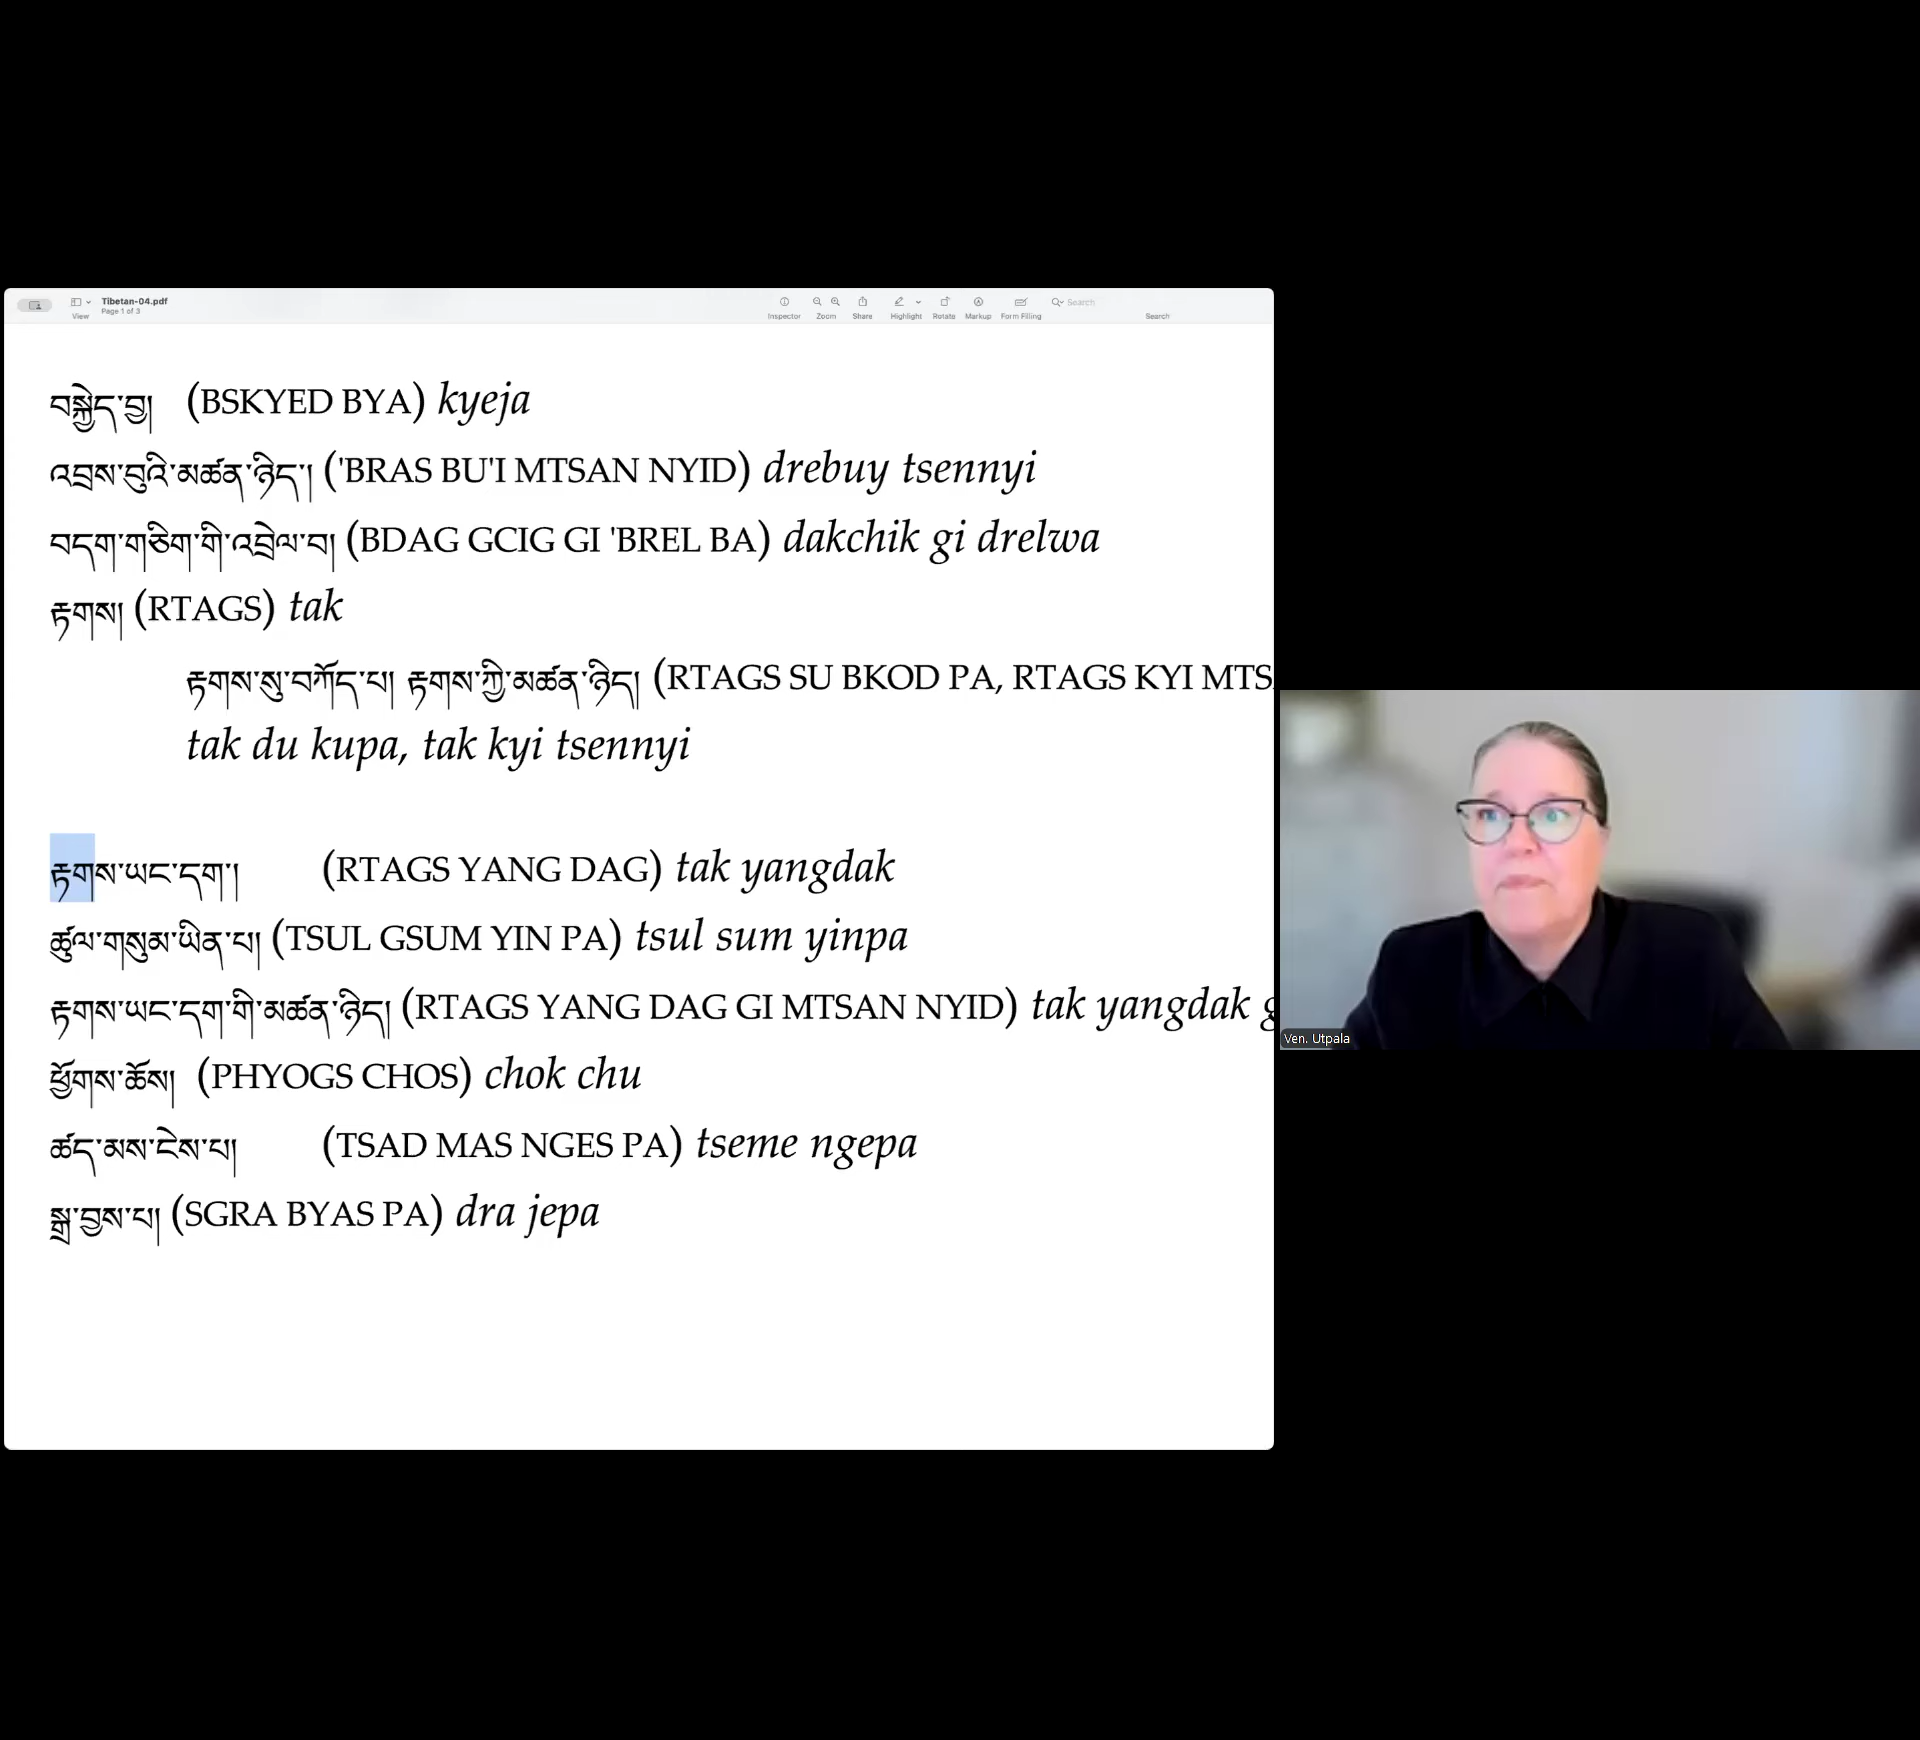 Tibetan-04.pdf
Page 1 of 3
View
Inspector
Zoom
Share
Highlight
Rotate
Markup
Form Filling
Search
Search
བསྐྱེད་བྱ། (BSKYED BYA) kyeja
འབྲས་བུའི་མཚན་ཉིད་། ('BRAS BU'I MTSAN NYID) drebuy tsennyi
བདག་གཅིག་གི་འབྲེལ་བ། (BDAG GCIG GI 'BREL BA) dakchik gi drelwa
རྟགས། (RTAGS) tak
རྟགས་སུ་བཀོད་པ། རྟགས་ཀྱི་མཚན་ཉིད། (RTAGS SU BKOD PA, RTAGS KYI MTS
tak du kupa, tak kyi tsennyi
རྟགས་ཡང་དག་། (RTAGS YANG DAG) tak yangdak
ཚུལ་གསུམ་ཡིན་པ། (TSUL GSUM YIN PA) tsul sum yinpa
རྟགས་ཡང་དག་གི་མཚན་ཉིད། (RTAGS YANG DAG GI MTSAN NYID) tak yangdak g
ཕྱོགས་ཆོས། (PHYOGS CHOS) chok chu
ཚད་མས་ངེས་པ། (TSAD MAS NGES PA) tseme ngepa
སྒྲ་བྱས་པ། (SGRA BYAS PA) dra jepa
Ven. Utpala